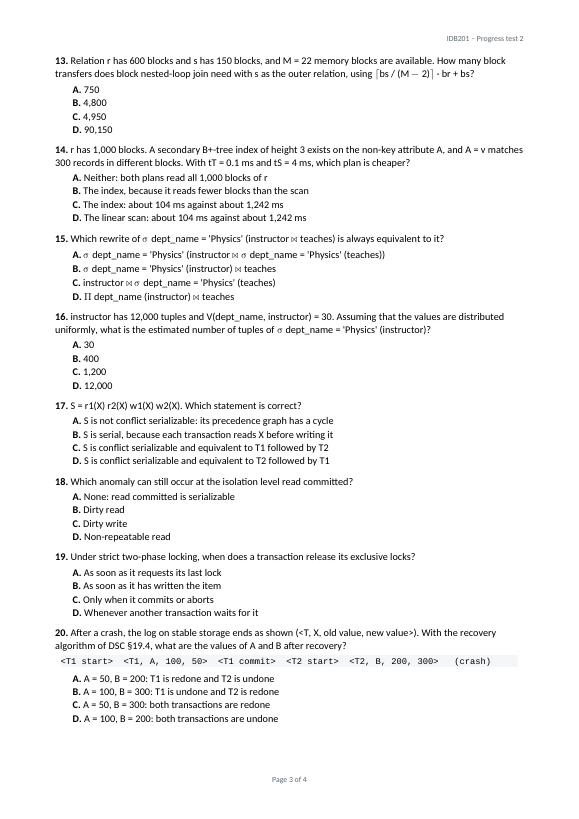 IDB201 – Progress test 2
13. Relation r has 600 blocks and s has 150 blocks, and M = 22 memory blocks are available. How many block
transfers does block nested-loop join need with s as the outer relation, using ⌈bs / (M − 2)⌉ · br + bs?
A. 750
B. 4,800
C. 4,950
D. 90,150
14. r has 1,000 blocks. A secondary B+-tree index of height 3 exists on the non-key attribute A, and A = v matches
300 records in different blocks. With tT = 0.1 ms and tS = 4 ms, which plan is cheaper?
A. Neither: both plans read all 1,000 blocks of r
B. The index, because it reads fewer blocks than the scan
C. The index: about 104 ms against about 1,242 ms
D. The linear scan: about 104 ms against about 1,242 ms
15. Which rewrite of σ dept_name = 'Physics' (instructor ⋈ teaches) is always equivalent to it?
A. σ dept_name = 'Physics' (instructor ⋈ σ dept_name = 'Physics' (teaches))
B. σ dept_name = 'Physics' (instructor) ⋈ teaches
C. instructor ⋈ σ dept_name = 'Physics' (teaches)
D. Π dept_name (instructor) ⋈ teaches
16. instructor has 12,000 tuples and V(dept_name, instructor) = 30. Assuming that the values are distributed
uniformly, what is the estimated number of tuples of σ dept_name = 'Physics' (instructor)?
A. 30
B. 400
C. 1,200
D. 12,000
17. S = r1(X) r2(X) w1(X) w2(X). Which statement is correct?
A. S is not conflict serializable: its precedence graph has a cycle
B. S is serial, because each transaction reads X before writing it
C. S is conflict serializable and equivalent to T1 followed by T2
D. S is conflict serializable and equivalent to T2 followed by T1
18. Which anomaly can still occur at the isolation level read committed?
A. None: read committed is serializable
B. Dirty read
C. Dirty write
D. Non-repeatable read
19. Under strict two-phase locking, when does a transaction release its exclusive locks?
A. As soon as it requests its last lock
B. As soon as it has written the item
C. Only when it commits or aborts
D. Whenever another transaction waits for it
20. After a crash, the log on stable storage ends as shown (<T, X, old value, new value>). With the recovery
algorithm of DSC §19.4, what are the values of A and B after recovery?
<T1 start> <T1, A, 100, 50> <T1 commit> <T2 start> <T2, B, 200, 300> (crash)
A. A = 50, B = 200: T1 is redone and T2 is undone
B. A = 100, B = 300: T1 is undone and T2 is redone
C. A = 50, B = 300: both transactions are redone
D. A = 100, B = 200: both transactions are undone
Page 3 of 4